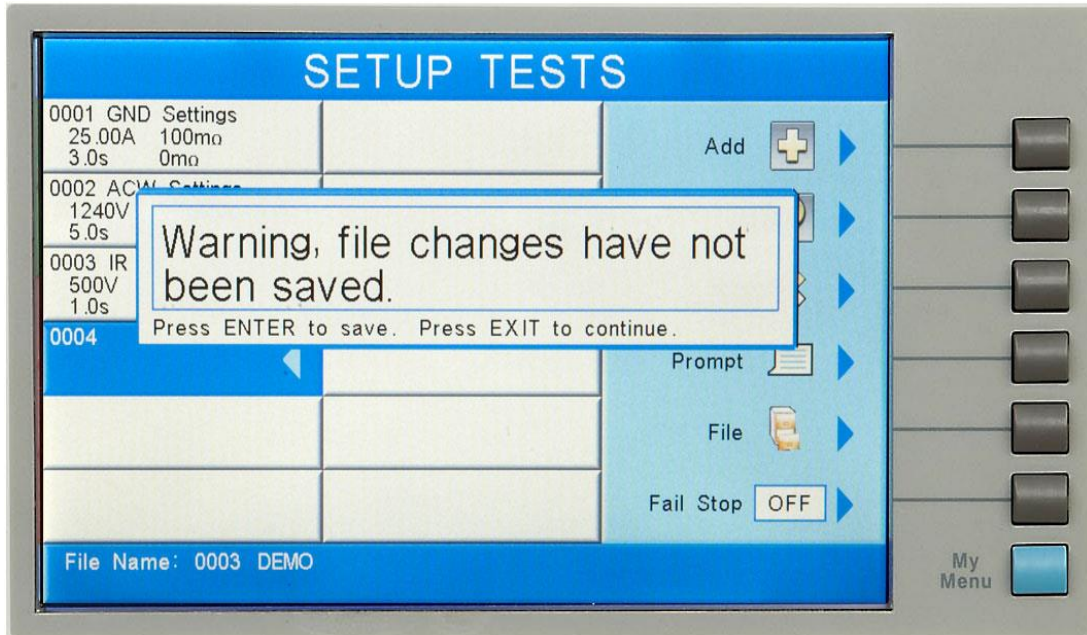 SETUP TESTS
0001 GND Settings
25.00A 100mΩ
3.0s 0mΩ
0002 ACW Settings
1240V
5.0s
0003 IR
500V
1.0s
0004
Warning, file changes have not
been saved.
Press ENTER to save. Press EXIT to continue.
Add
Prompt
File
Fail Stop OFF
File Name: 0003 DEMO
My
Menu